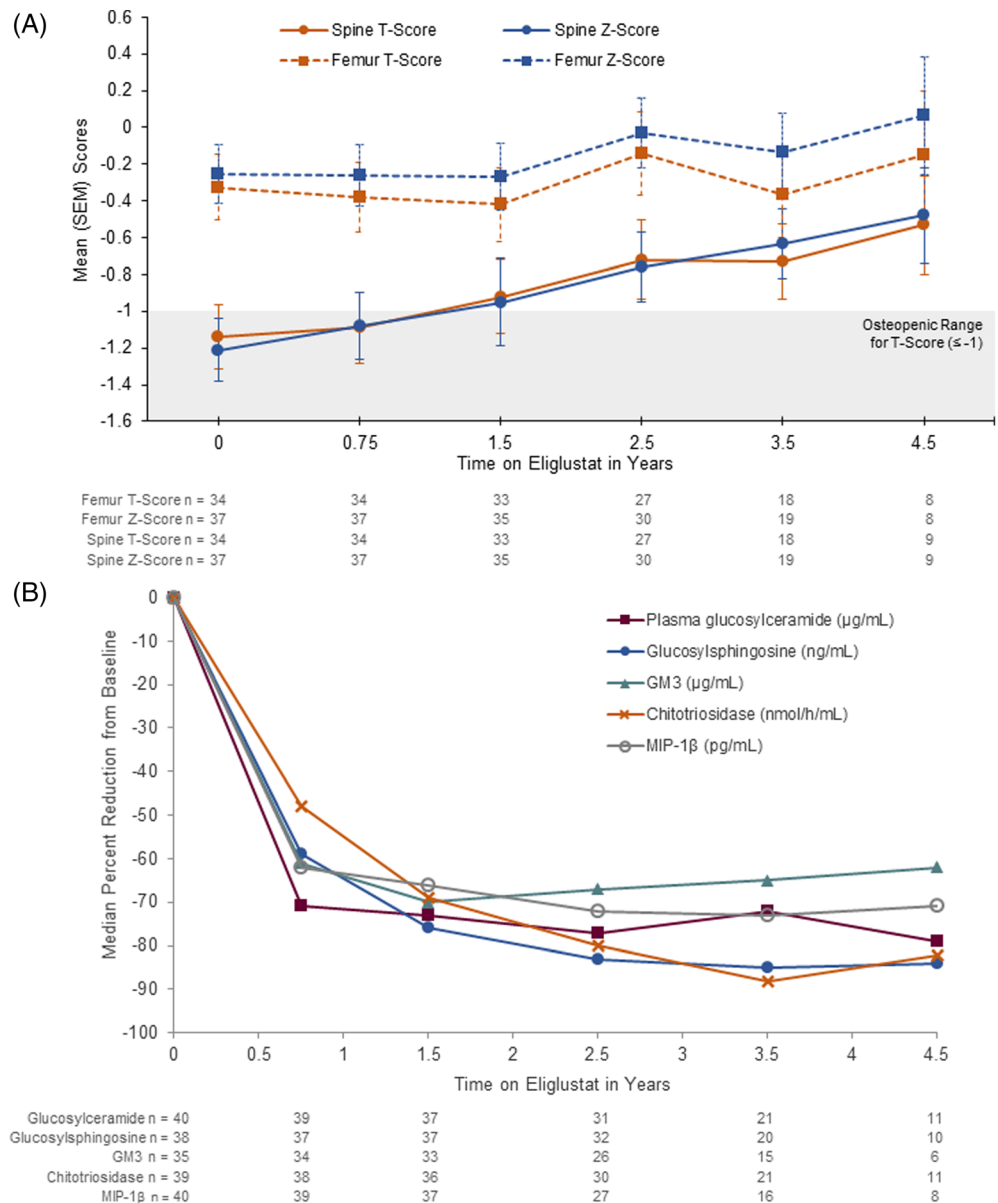 (A)
0.6
0.4
0.2
0
-0.2
-0.4
-0.6
-0.8
-1
-1.2
-1.4
-1.6
Mean (SEM) Scores
Spine T-Score
Spine Z-Score
Femur T-Score
Femur Z-Score
Osteopenic Range
for T-Score (≤ -1)
0 0.75 1.5 2.5 3.5 4.5
Time on Eliglustat in Years
Femur T-Score n = 34 34 33 27 18 8
Femur Z-Score n = 37 37 35 30 19 8
Spine T-Score n = 34 34 33 27 18 9
Spine Z-Score n = 37 37 35 30 19 9
(B)
0
-10
-20
-30
-40
-50
-60
-70
-80
-90
-100
Median Percent Reduction from Baseline
Plasma glucosylceramide (µg/mL)
Glucosylsphingosine (ng/mL)
GM3 (µg/mL)
Chitotriosidase (nmol/h/mL)
MIP-1β (pg/mL)
0 0.5 1 1.5 2 2.5 3 3.5 4 4.5
Time on Eliglustat in Years
Glucosylceramide n = 40 39 37 31 21 11
Glucosylsphingosine n = 38 37 37 32 20 10
GM3 n = 35 34 33 26 15 6
Chitotriosidase n = 39 38 36 30 21 11
MIP-1β n = 40 39 37 27 16 8